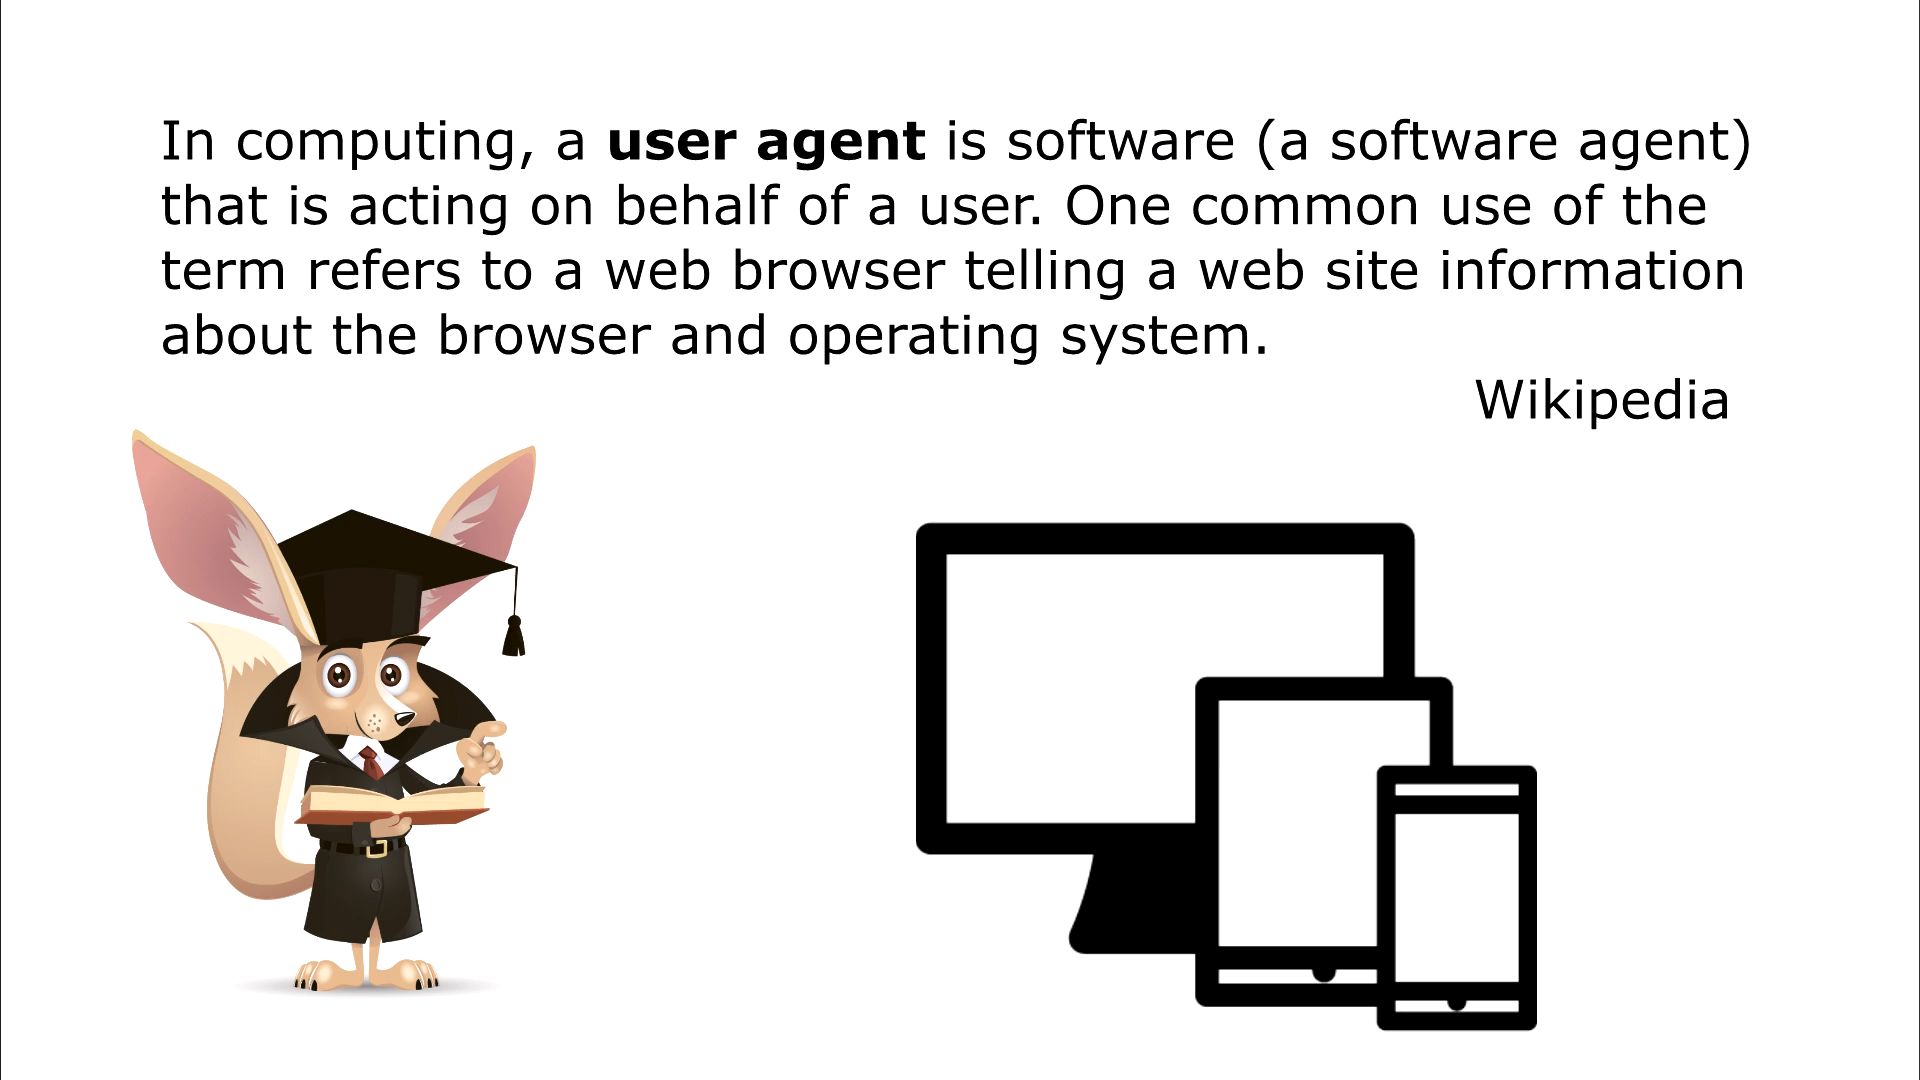 In computing, a user agent is software (a software agent)
that is acting on behalf of a user. One common use of the
term refers to a web browser telling a web site information
about the browser and operating system.
Wikipedia